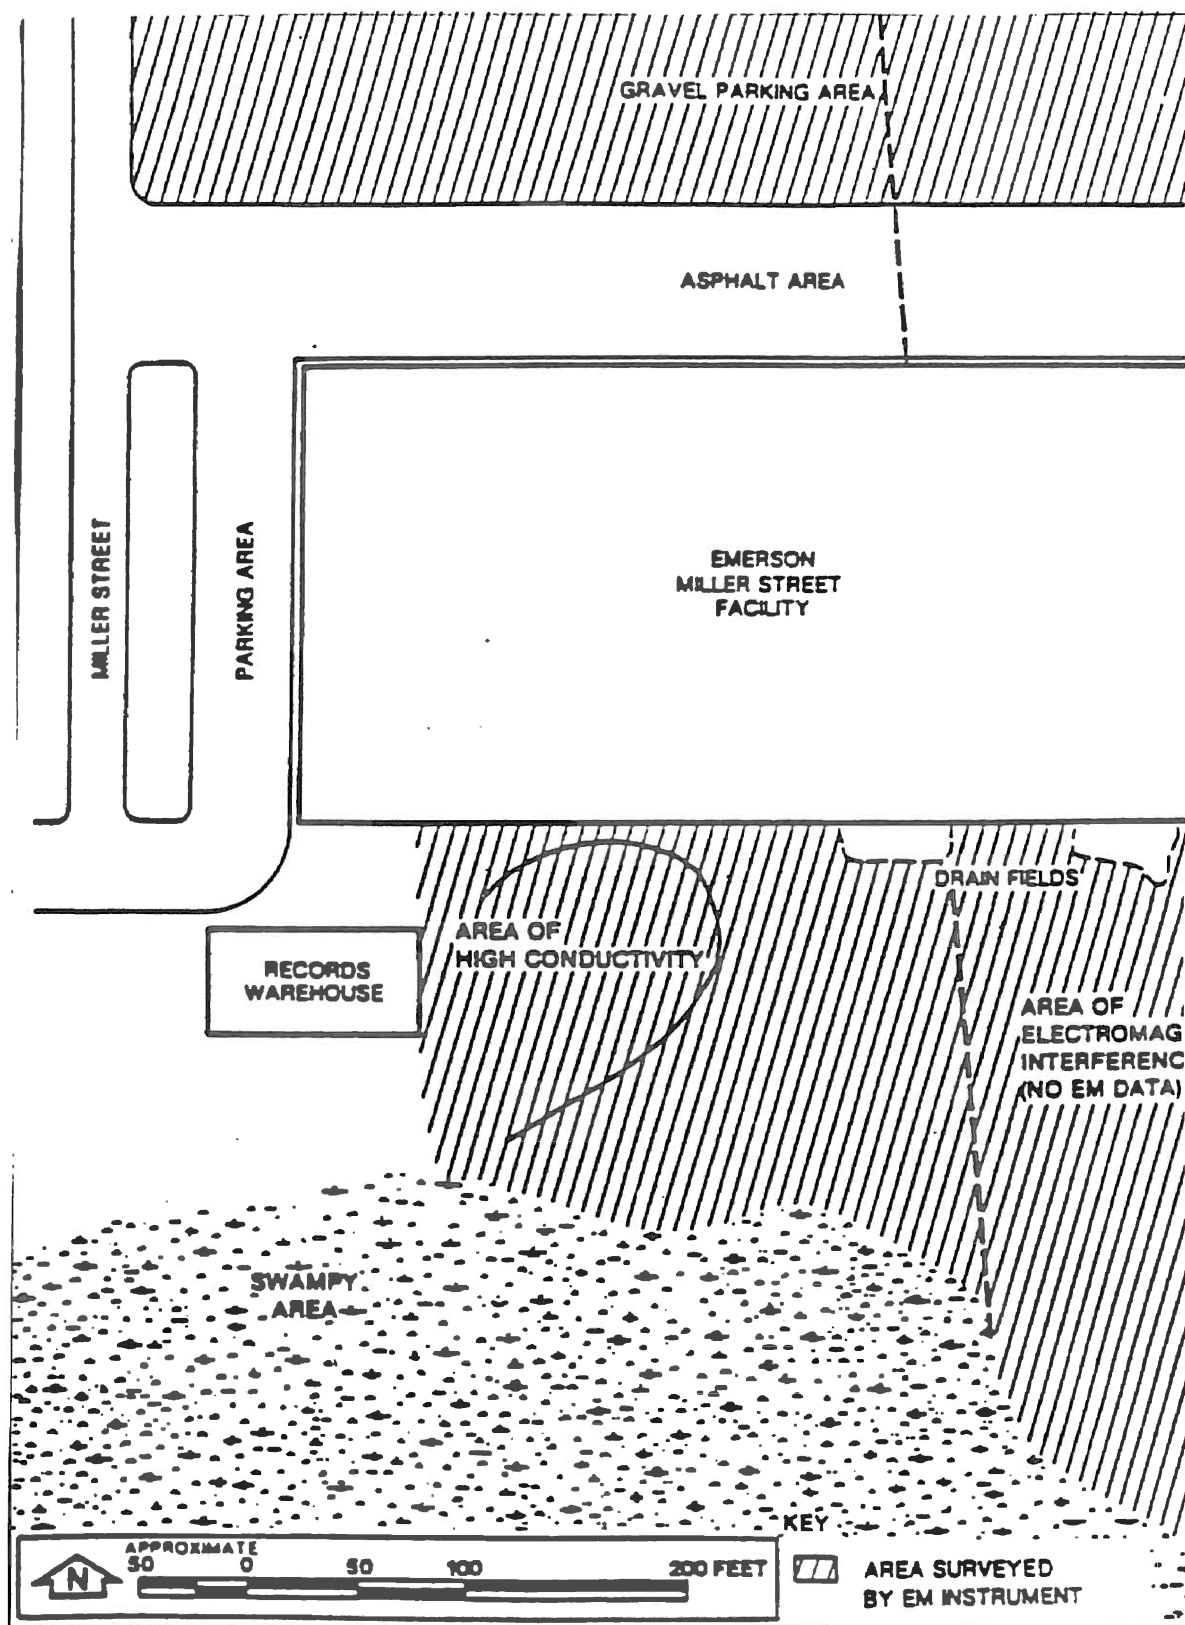 GRAVEL PARKING AREA
ASPHALT AREA
MILLER STREET
PARKING AREA
EMERSON
MILLER STREET
FACILITY
DRAIN FIELDS
AREA OF
HIGH CONDUCTIVITY
RECORDS
WAREHOUSE
AREA OF
ELECTROMAG
INTERFERENC
(NO EM DATA)
SWAMPY
AREA
KEY
APPROXIMATE
50 0 50 100 200 FEET
N
AREA SURVEYED
BY EM INSTRUMENT